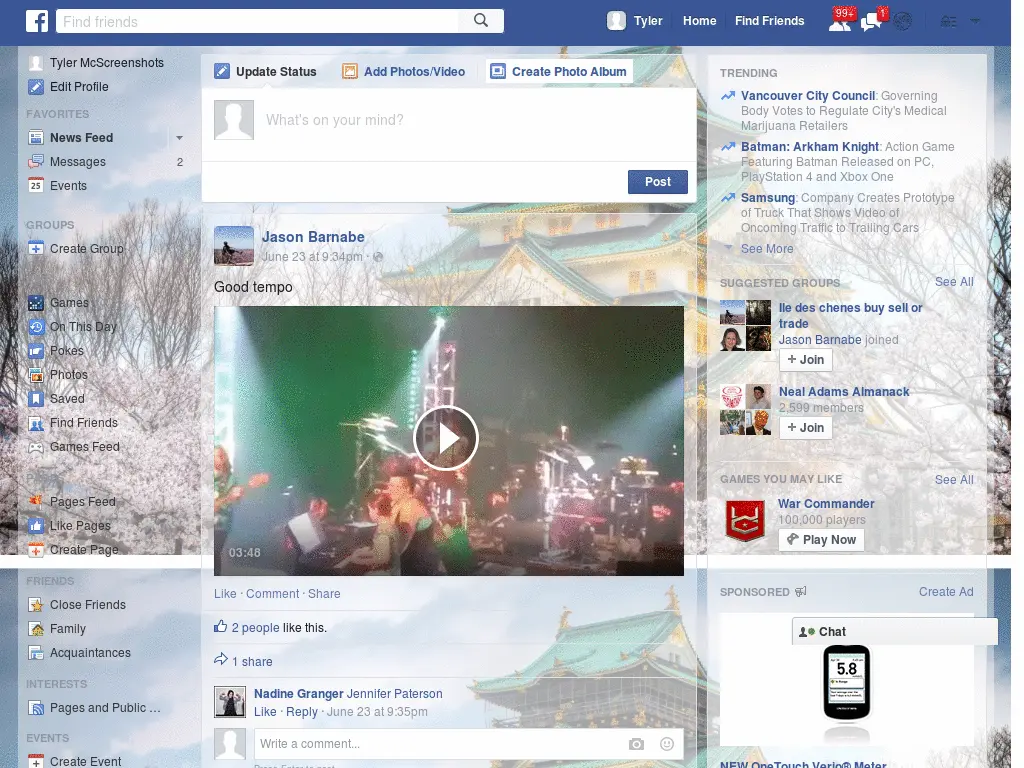 Find friends
Tyler
Home
Find Friends
99+
1
Tyler McScreenshots
Edit Profile
FAVORITES
News Feed
Messages
2
25
Events
GROUPS
Create Group
Games
On This Day
Pokes
Photos
Saved
Find Friends
Games Feed
Pages Feed
Like Pages
Create Page
FRIENDS
Close Friends
Family
Acquaintances
INTERESTS
Pages and Public ...
EVENTS
Create Event
Update Status
Add Photos/Video
Create Photo Album
What's on your mind?
Post
Jason Barnabe
June 23 at 9:34pm ·
Good tempo
03:48
Like · Comment · Share
2 people like this.
1 share
Nadine Granger Jennifer Paterson
Like · Reply · June 23 at 9:35pm
Write a comment...
Press Enter to post.
TRENDING
Vancouver City Council: Governing
Body Votes to Regulate City's Medical
Marijuana Retailers
Batman: Arkham Knight: Action Game
Featuring Batman Released on PC,
PlayStation 4 and Xbox One
Samsung: Company Creates Prototype
of Truck That Shows Video of
Oncoming Traffic to Trailing Cars
See More
SUGGESTED GROUPS
See All
Ile des chenes buy sell or
trade
Jason Barnabe joined
+ Join
Neal Adams Almanack
2,599 members
+ Join
GAMES YOU MAY LIKE
See All
War Commander
100,000 players
Play Now
SPONSORED
Create Ad
Chat
5.8
In Range
NEW OneTouch Verio® Meter